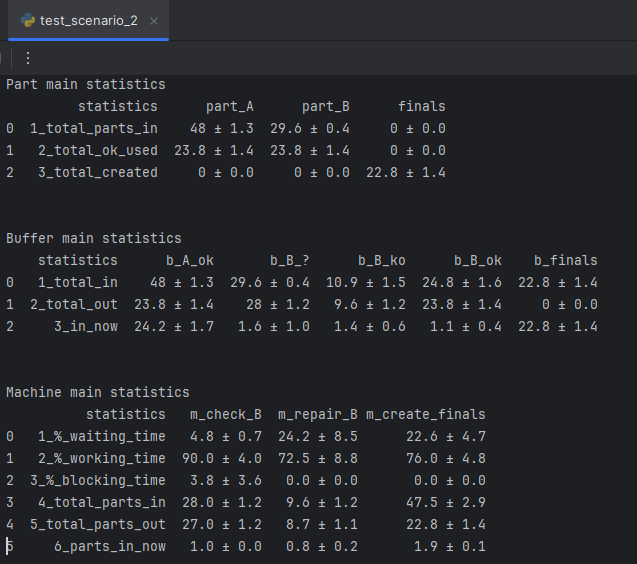 test_scenario_2 ×
Part main statistics
statistics part_A part_B finals
0 1_total_parts_in 48 ± 1.3 29.6 ± 0.4 0 ± 0.0
1 2_total_ok_used 23.8 ± 1.4 23.8 ± 1.4 0 ± 0.0
2 3_total_created 0 ± 0.0 0 ± 0.0 22.8 ± 1.4
Buffer main statistics
statistics b_A_ok b_B_? b_B_ko b_B_ok b_finals
0 1_total_in 48 ± 1.3 29.6 ± 0.4 10.9 ± 1.5 24.8 ± 1.6 22.8 ± 1.4
1 2_total_out 23.8 ± 1.4 28 ± 1.2 9.6 ± 1.2 23.8 ± 1.4 0 ± 0.0
2 3_in_now 24.2 ± 1.7 1.6 ± 1.0 1.4 ± 0.6 1.1 ± 0.4 22.8 ± 1.4
Machine main statistics
statistics m_check_B m_repair_B m_create_finals
0 1_%_waiting_time 4.8 ± 0.7 24.2 ± 8.5 22.6 ± 4.7
1 2_%_working_time 90.0 ± 4.0 72.5 ± 8.8 76.0 ± 4.8
2 3_%_blocking_time 3.8 ± 3.6 0.0 ± 0.0 0.0 ± 0.0
3 4_total_parts_in 28.0 ± 1.2 9.6 ± 1.2 47.5 ± 2.9
4 5_total_parts_out 27.0 ± 1.2 8.7 ± 1.1 22.8 ± 1.4
5 6_parts_in_now 1.0 ± 0.0 0.8 ± 0.2 1.9 ± 0.1